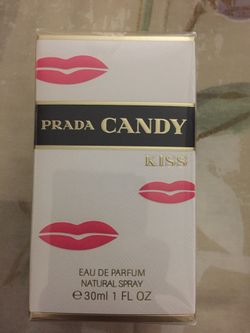 PRADA CANDY
KISS
EAU DE PARFUM
NATURAL SPRAY
℮30ml 1 FL OZ